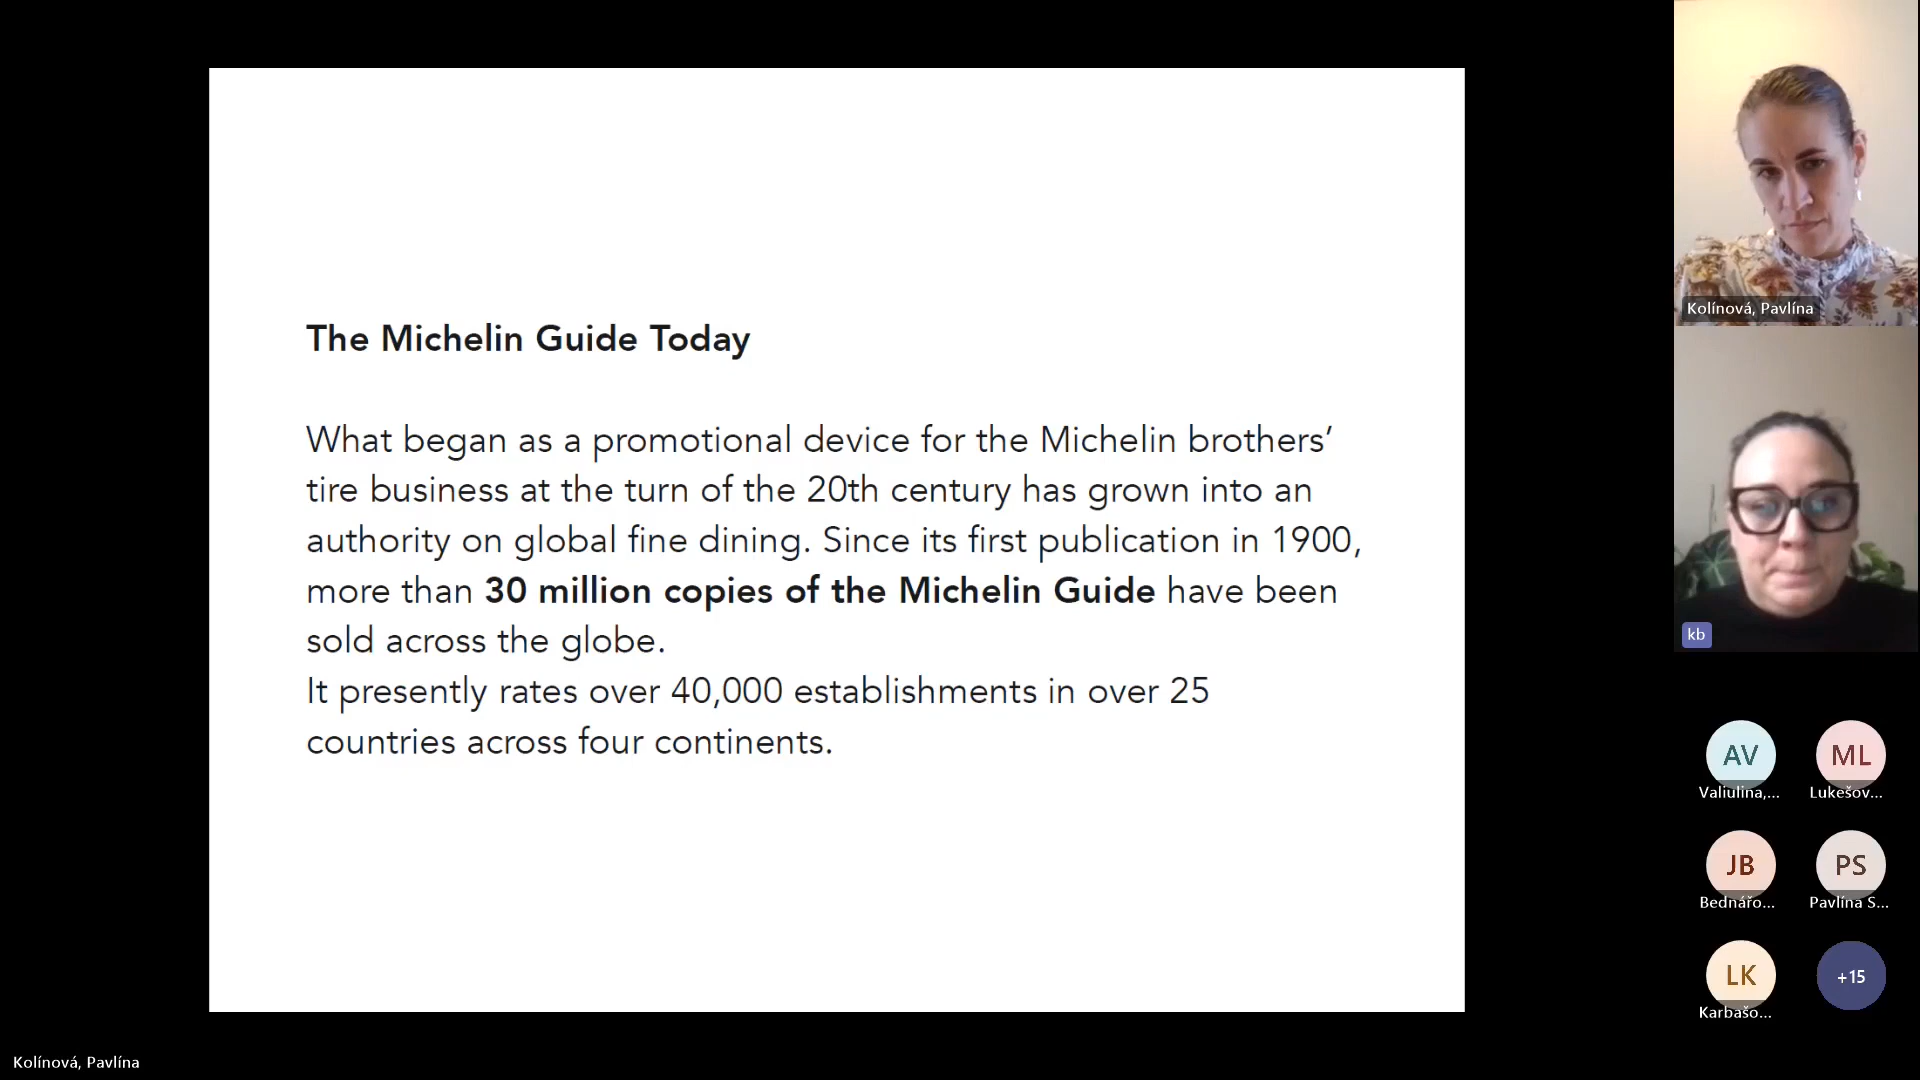 The Michelin Guide Today
What began as a promotional device for the Michelin brothers'
tire business at the turn of the 20th century has grown into an
authority on global fine dining. Since its first publication in 1900,
more than 30 million copies of the Michelin Guide have been
sold across the globe.
It presently rates over 40,000 establishments in over 25
countries across four continents.
Kolínová, Pavlína
kb
AV
Valiulina,...
ML
Lukešov...
JB
Bednářo...
PS
Pavlína S...
LK
Karbašo...
+15
Kolínová, Pavlína